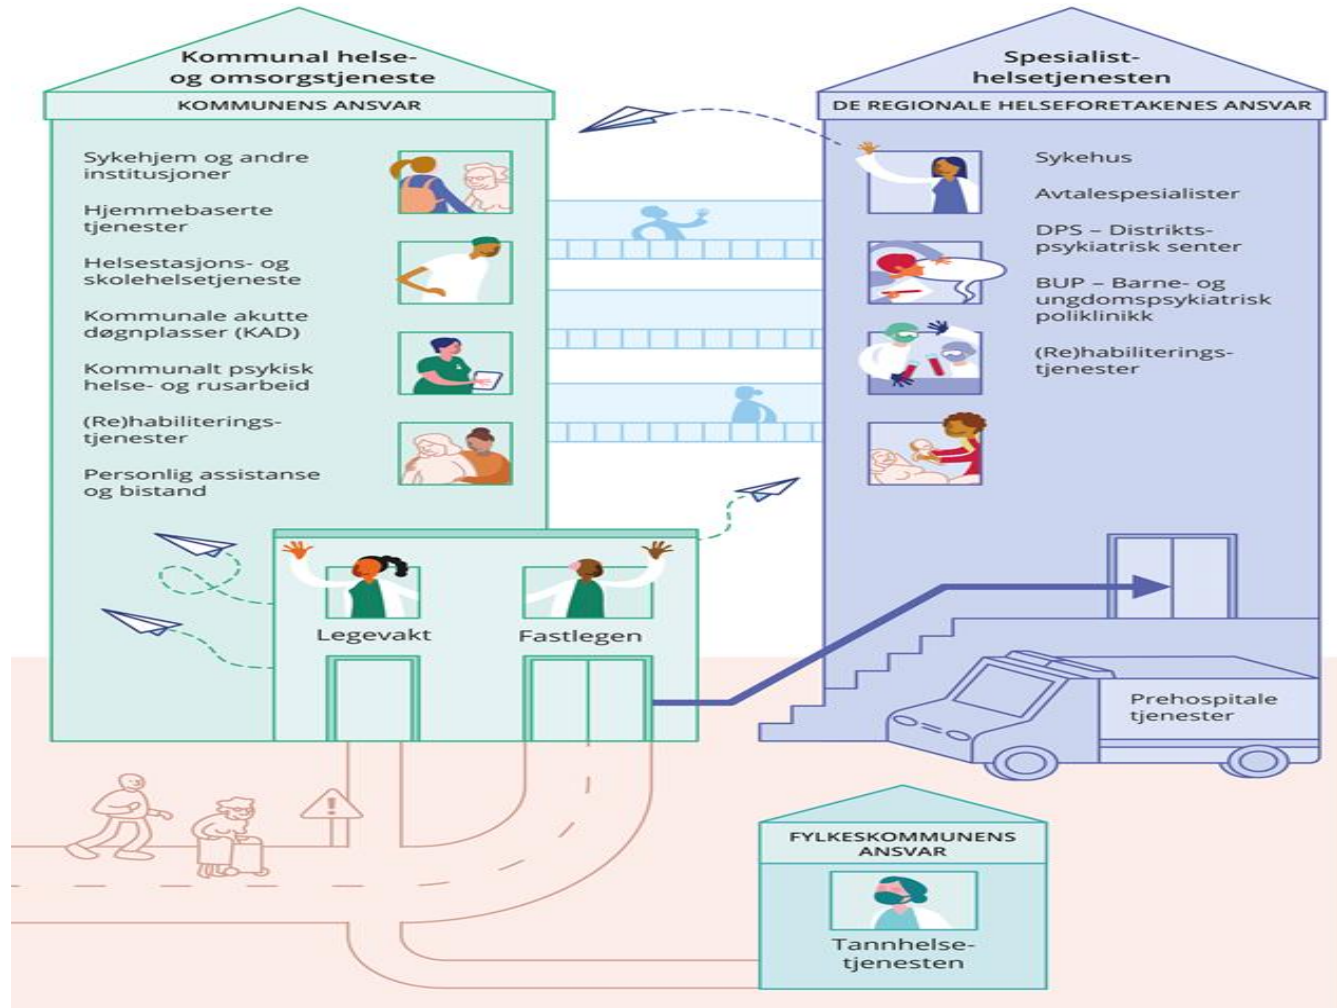 Kommunal helse-
og omsorgstjeneste
KOMMUNENS ANSVAR
Sykehjem og andre
institusjoner
Hjemmebaserte
tjenester
Helsestasjons- og
skolehelsetjeneste
Kommunale akutte
døgnplasser (KAD)
Kommunalt psykisk
helse- og rusarbeid
(Re)habiliterings-
tjenester
Personlig assistanse
og bistand
Legevakt
Fastlegen
Spesialist-
helsetjenesten
DE REGIONALE HELSEFORETAKENES ANSVAR
Sykehus
Avtalespesialister
DPS – Distrikts-
psykiatrisk senter
BUP – Barne- og
ungdomspsykiatrisk
poliklinikk
(Re)habiliterings-
tjenester
Prehospitale
tjenester
FYLKESKOMMUNENS
ANSVAR
Tannhelse-
tjenesten